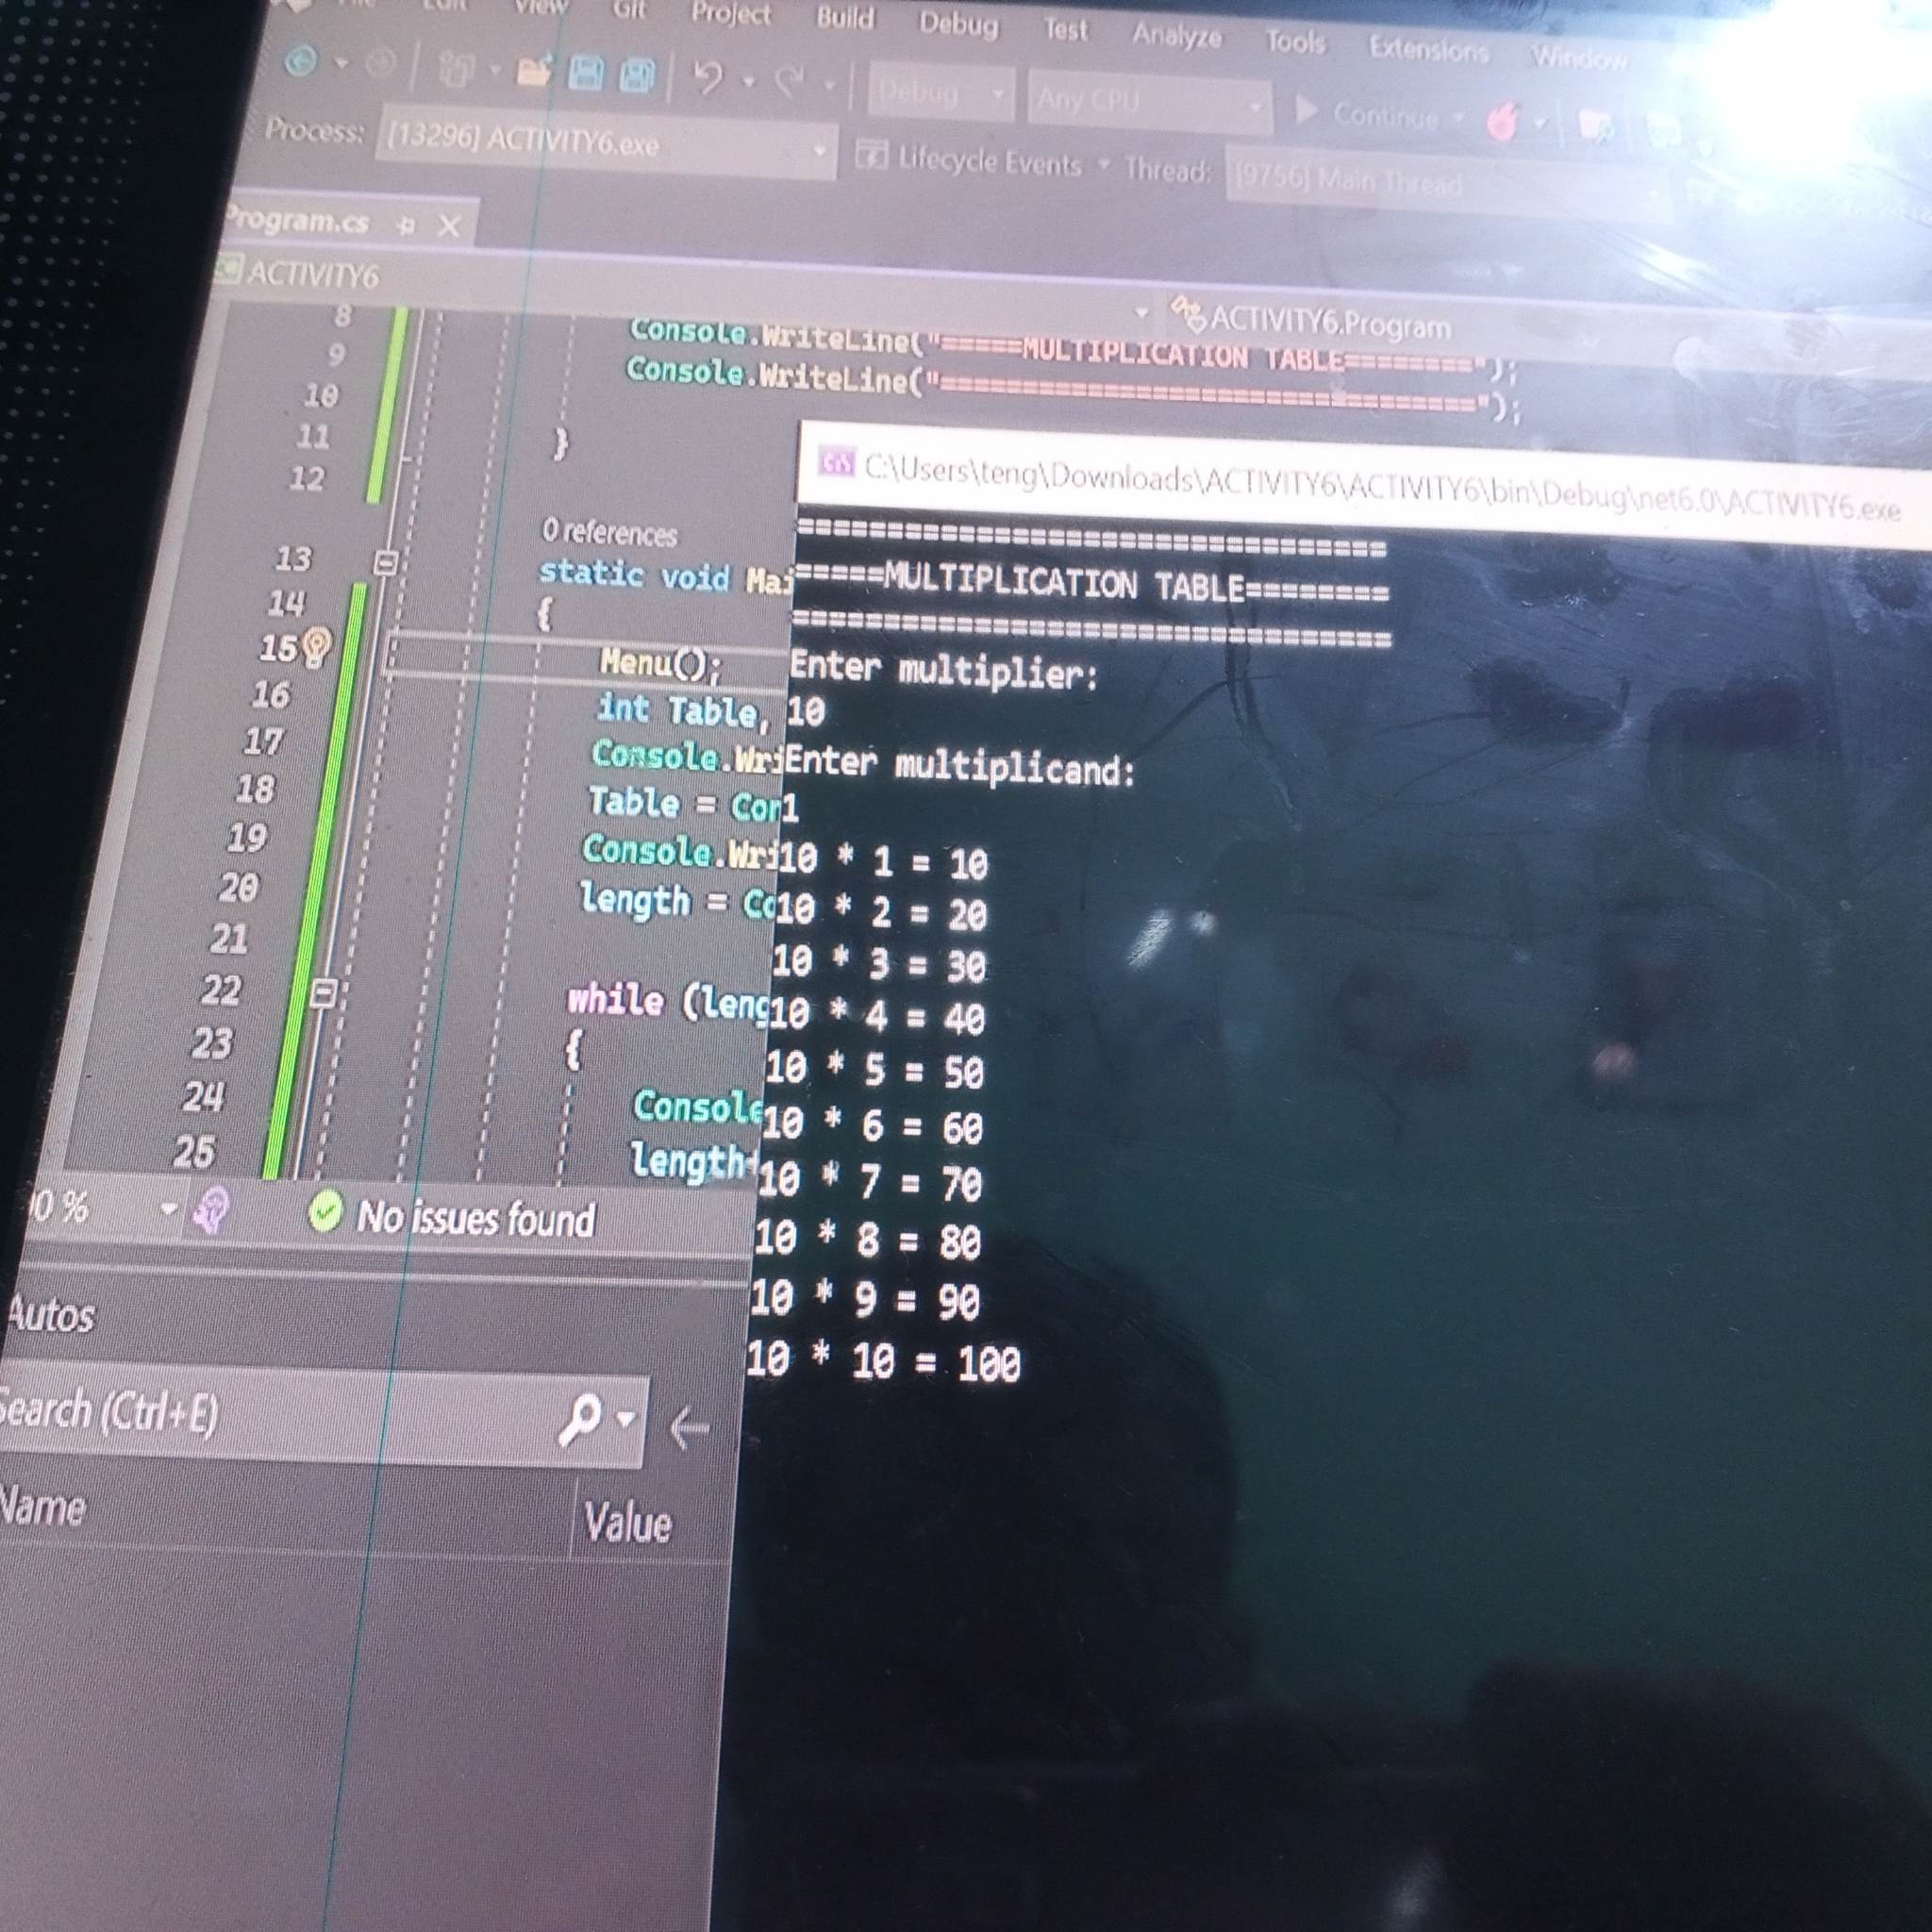 View Git Project Build Debug Test Analyze Tools Extensions Window
Debug Any CPU Continue
Process: [13296] ACTIVITY6.exe Lifecycle Events Thread: [9756] Main Thread
Program.cs
ACTIVITY6 ACTIVITY6.Program
8 Console.WriteLine("=====MULTIPLICATION TABLE========");
9 Console.WriteLine("=================================");
10
11 }
12
0 references
13 static void Mai
14 {
15 Menu();
16 int Table,
17 Console.Wri
18 Table = Con
19 Console.Wri
20 length = Co
21
22 while (leng
23 {
24 Console
25 length+
No issues found
Autos
Search (Ctrl+E)
Name Value
C:\Users\teng\Downloads\ACTIVITY6\ACTIVITY6\bin\Debug\net6.0\ACTIVITY6.exe
=================================
=====MULTIPLICATION TABLE========
=================================
Enter multiplier:
10
Enter multiplicand:
1
10 * 1 = 10
10 * 2 = 20
10 * 3 = 30
10 * 4 = 40
10 * 5 = 50
10 * 6 = 60
10 * 7 = 70
10 * 8 = 80
10 * 9 = 90
10 * 10 = 100